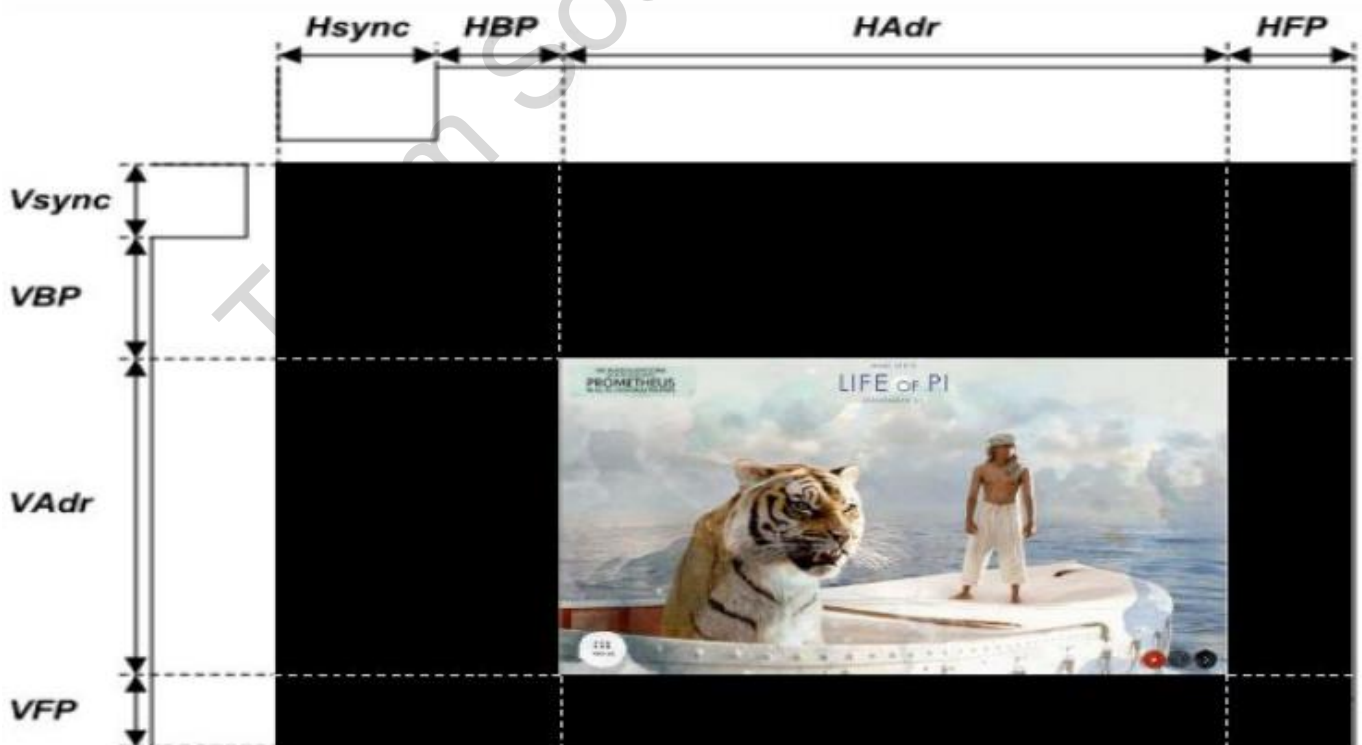 Hsync HBP HAdr HFP
Vsync
VBP
VAdr
VFP
PROMETHEUS
LIFE OF PI